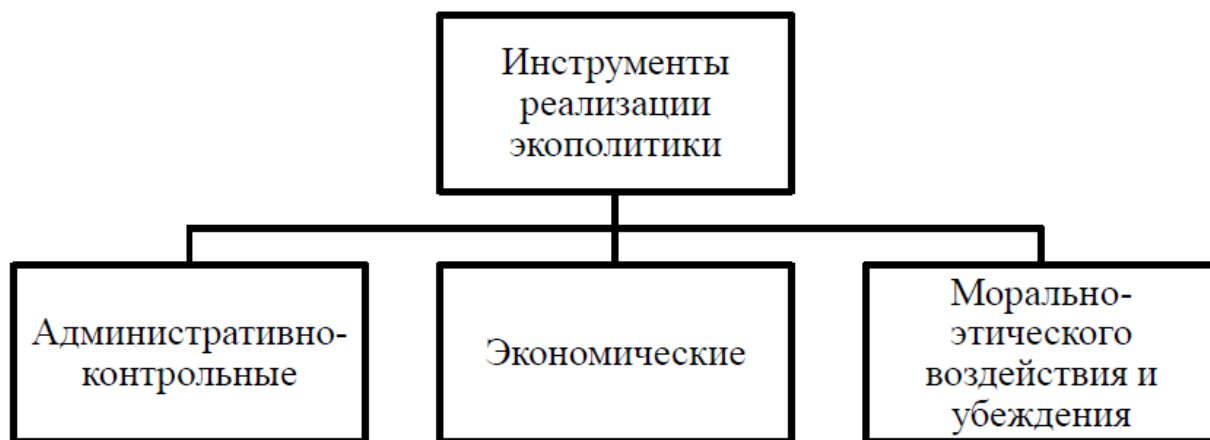 Инструменты
реализации
экополитики
Административно-
контрольные
Экономические
Морально-
этического
воздействия и
убеждения